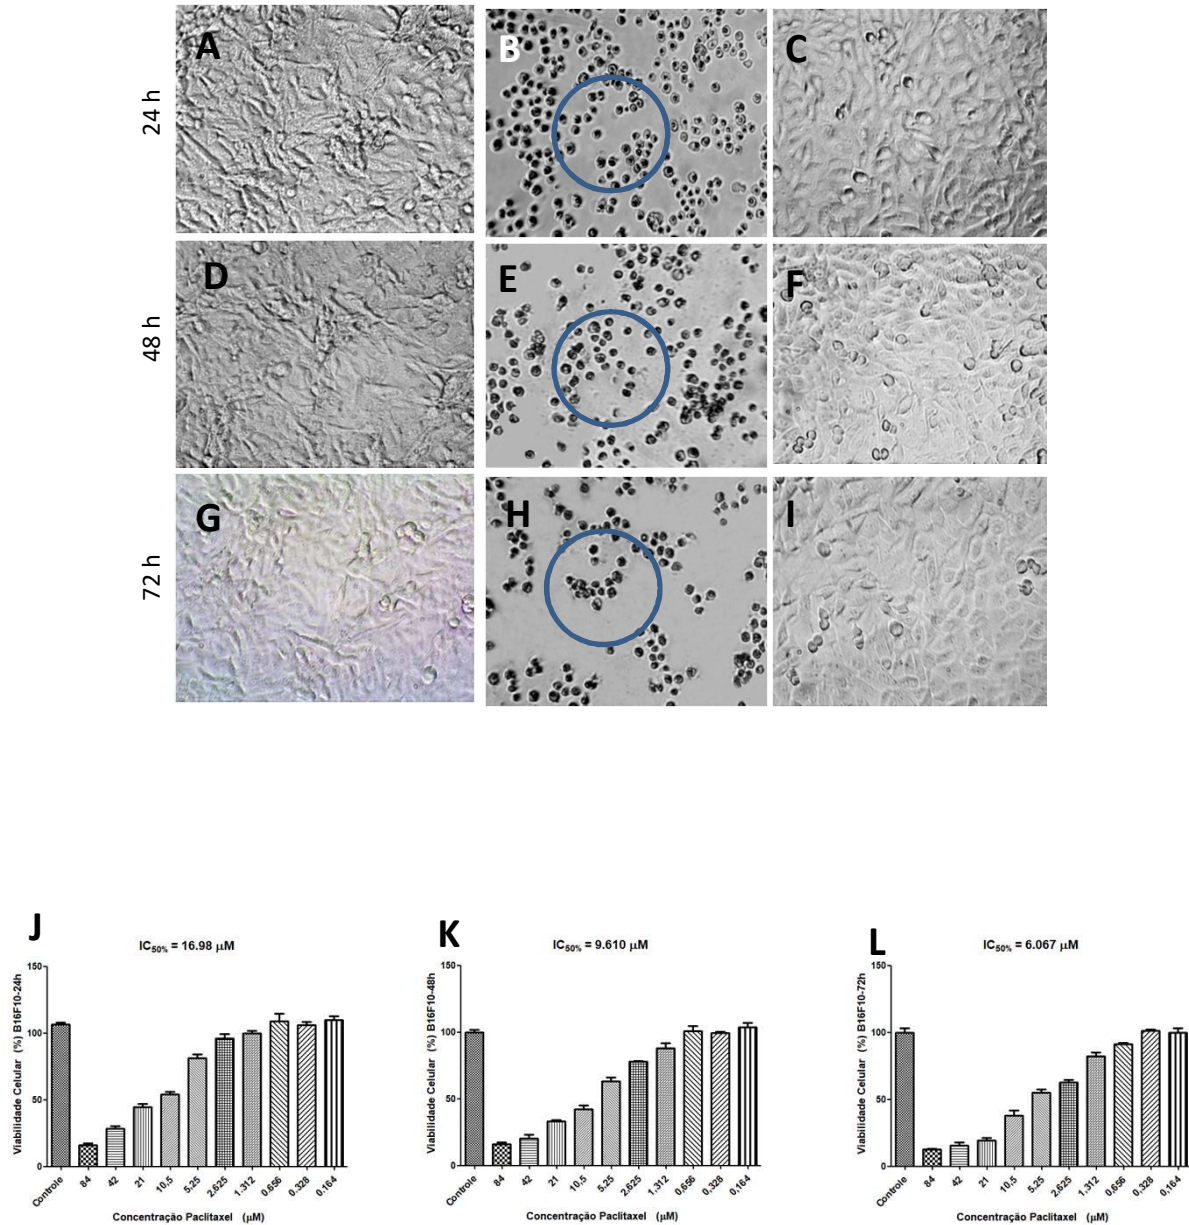 A
B
C
24 h
D
E
F
48 h
G
H
I
72 h
J
IC50% = 16.98 μM
Viabilidade Celular (%) B16F10-24h
150
100
50
0
Controle
84
42
21
10,5
5.25
2.625
1.312
0.656
0.328
0.164
Concentração Paclitaxel (μM)
K
IC50% = 9.610 μM
Viabilidade Celular (%) B16F10-48h
150
100
50
0
Controle
84
42
21
10,5
5.25
2.625
1.312
0.656
0.328
0.164
Concentração Paclitaxel (μM)
L
IC50% = 6.067 μM
Viabilidade Celular (%) B16F10-72h
150
100
50
0
Controle
84
42
21
10,5
5.25
2.625
1.312
0.656
0.328
0.164
Concentração Paclitaxel (μM)